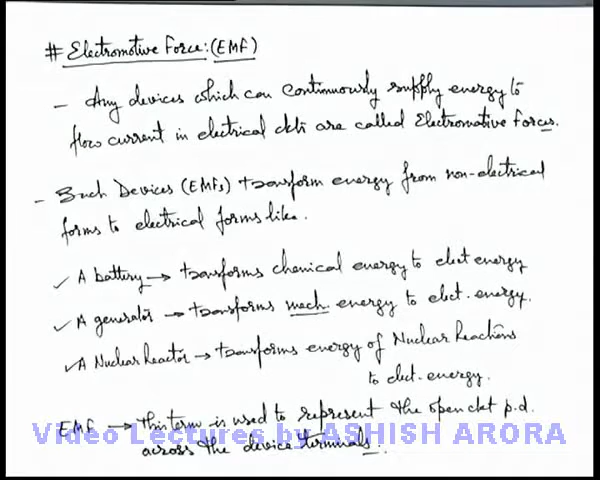 # Electromotive Force: (EMF)
- Any devices which can continuously supply energy to
flow current in electrical ckts are called Electromotive Forces.
- Such Devices (EMFs) transform energy from non-electrical
forms to electrical forms like.
✓ A battery → transforms chemical energy to elect energy
✓ A generator → transforms mech. energy to elect. energy.
✓ A Nuclear Reactor → transforms energy of Nuclear Reactions
to elect. energy.
EMF → this term is used to represent the open ckt p.d.
across the device terminals.
Video Lectures by ASHISH ARORA